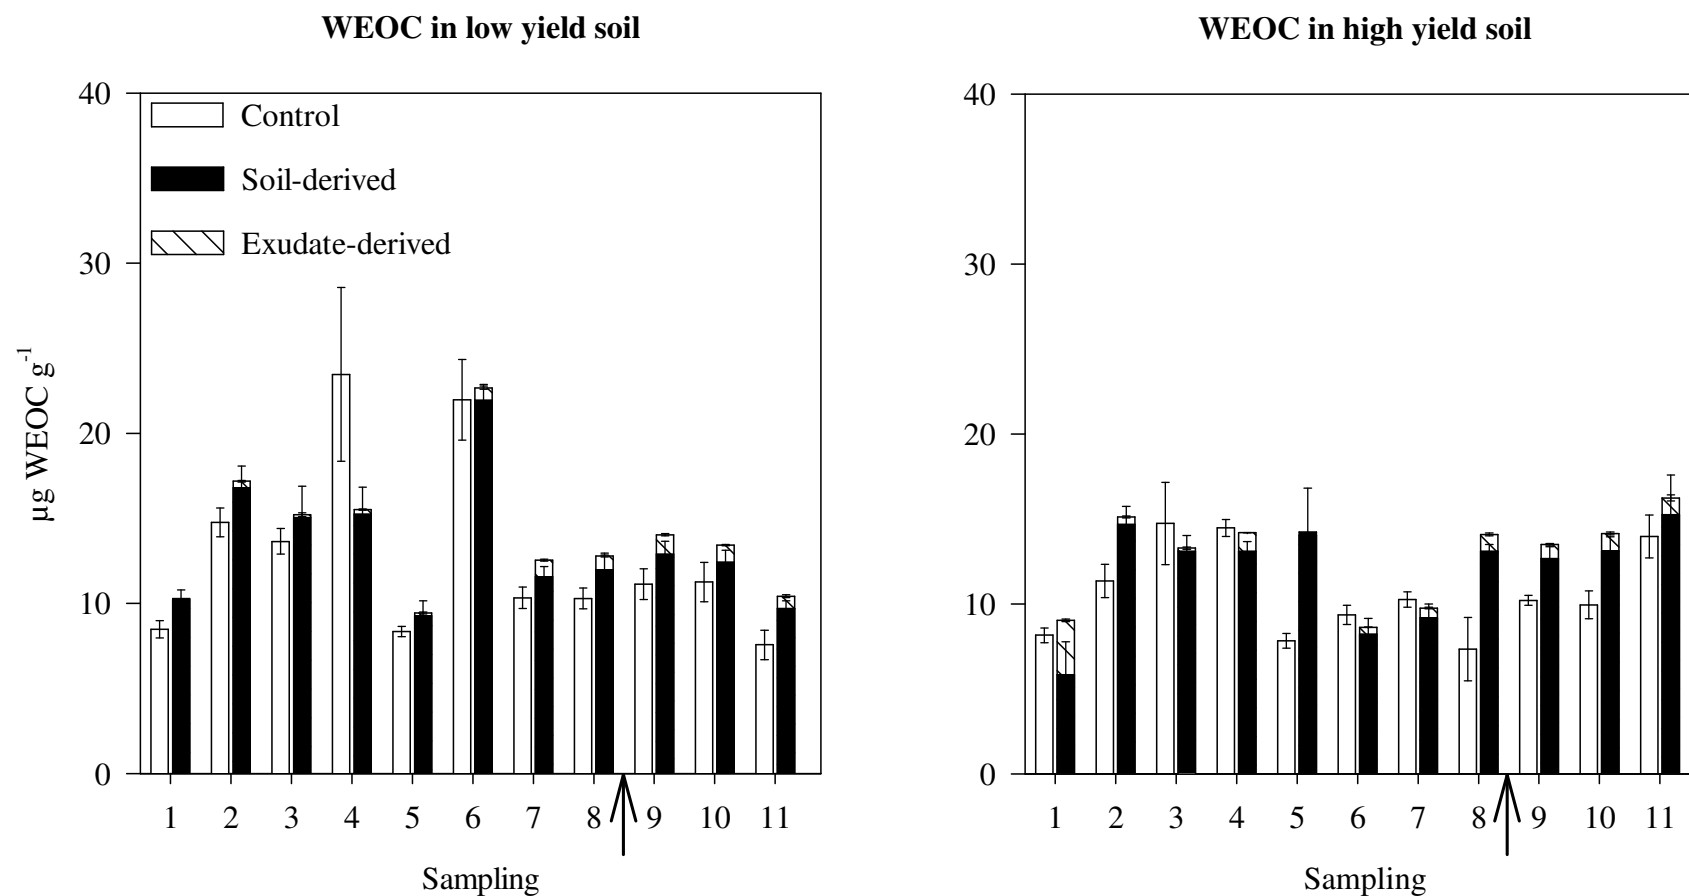 WEOC in low yield soil
WEOC in high yield soil
40
30
20
10
0
Control
Soil-derived
Exudate-derived
µg WEOC g⁻¹
1 2 3 4 5 6 7 8 9 10 11
Sampling
40
30
20
10
0
1 2 3 4 5 6 7 8 9 10 11
Sampling